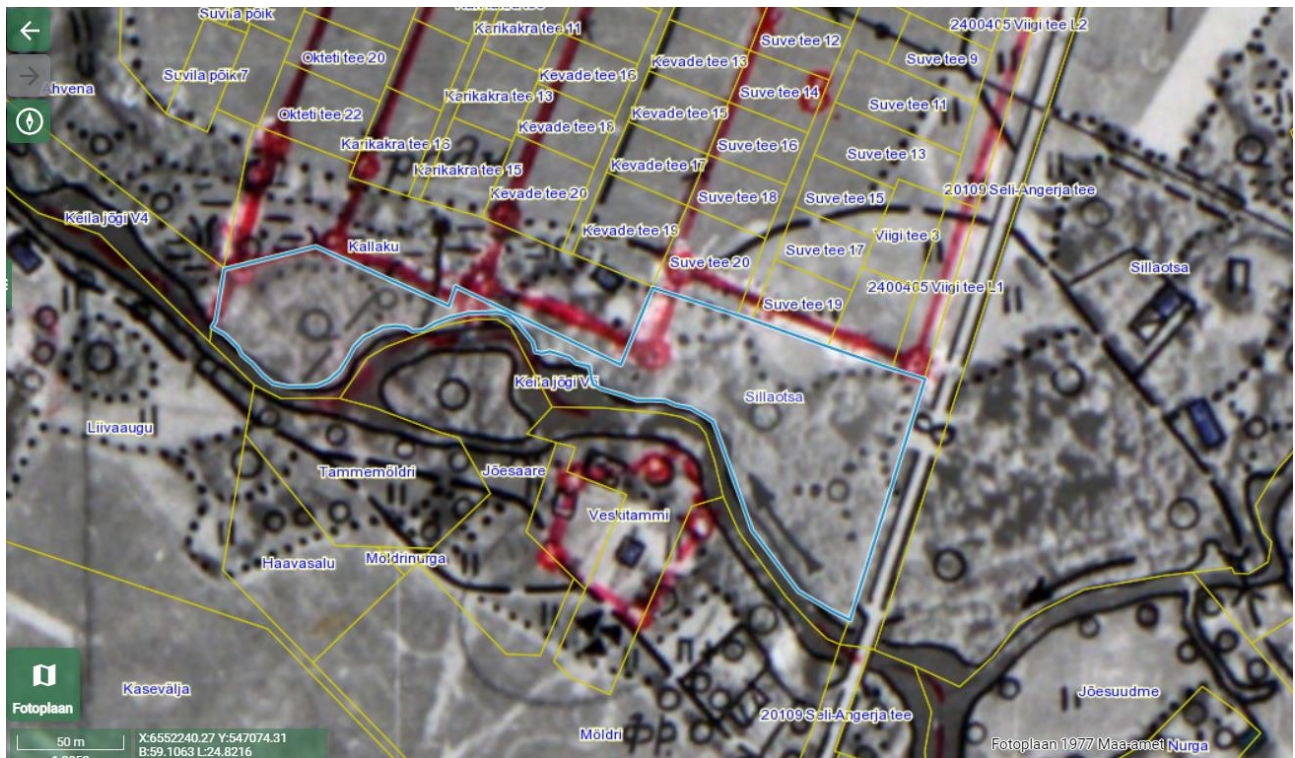 Suvila põik
Karikakra tee 11
Suve tee 12
2400405 Viigi tee L2
Okteti tee 20
Kevade tee 13
Suve tee 9
Suvila põik 7
Kevade tee 16
Ahvena
Karikakra tee 13
Suve tee 14
Suve tee 11
Okteti tee 22
Kevade tee 15
Kevade tee 18
Karikakra tee 16
Suve tee 16
Suve tee 13
Kevade tee 17
Karikakra tee 15
Kevade tee 20
Suve tee 18
Suve tee 15
20109 Seli-Angerja tee
Keila jõgi V4
Kevade tee 19
Viigi tee 3
Kallaku
Suve tee 17
Suve tee 20
Sillaotsa
2400405 Viigi tee L1
Suve tee 19
Keila jõgi V5
Sillaotsa
Liivaaugu
Tammemöldri
Jõesaare
Veskitammi
Haavasalu
Möldrinurga
Kasevälja
Jõesuudme
Fotoplaan
20109 Seli-Angerja tee
Möldri
фр.
50 m
X:6552240.27 Y:547074.31
B:59.1063 L:24.8216
Fotoplaan 1977 Maa-amet
Nurga